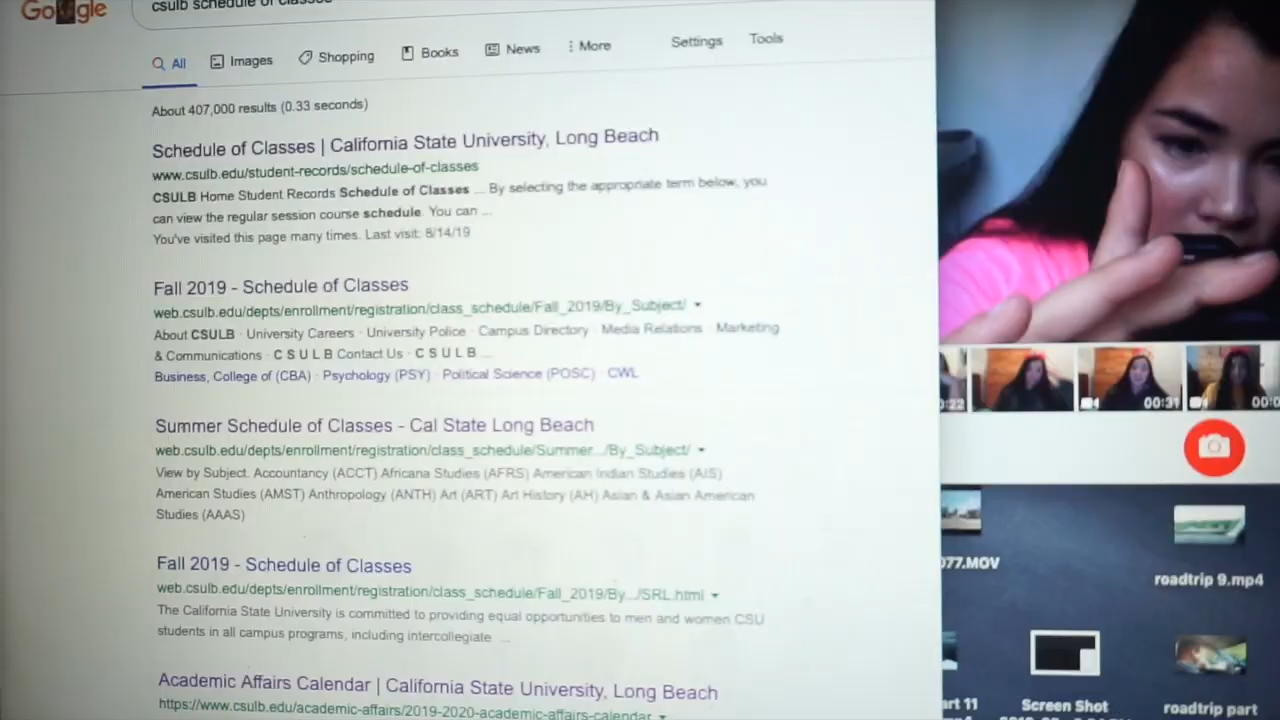 Google
csulb schedule of classes
All Images Shopping Books News More Settings Tools
About 407,000 results (0.33 seconds)
Schedule of Classes | California State University, Long Beach
www.csulb.edu/student-records/schedule-of-classes
CSULB Home Student Records Schedule of Classes ... By selecting the appropriate term below, you
can view the regular session course schedule. You can ...
You've visited this page many times. Last visit: 8/14/19
Fall 2019 - Schedule of Classes
web.csulb.edu/depts/enrollment/registration/class_schedule/Fall_2019/By_Subject/
About CSULB · University Careers · University Police · Campus Directory · Media Relations · Marketing
& Communications · C S U L B Contact Us · C S U L B ...
Business, College of (CBA) · Psychology (PSY) · Political Science (POSC) · CWL
Summer Schedule of Classes - Cal State Long Beach
web.csulb.edu/depts/enrollment/registration/class_schedule/Summer.../By_Subject/
View by Subject. Accountancy (ACCT) Africana Studies (AFRS) American Indian Studies (AIS)
American Studies (AMST) Anthropology (ANTH) Art (ART) Art History (AH) Asian & Asian American
Studies (AAAS)
Fall 2019 - Schedule of Classes
web.csulb.edu/depts/enrollment/registration/class_schedule/Fall_2019/By.../SRL.html
The California State University is committed to providing equal opportunities to men and women CSU
students in all campus programs, including intercollegiate ...
Academic Affairs Calendar | California State University, Long Beach
https://www.csulb.edu/academic-affairs/2019-2020-academic-affairs-calendar
0:22 00:31 00:0
077.MOV
roadtrip 9.mp4
art 11
Screen Shot
roadtrip part